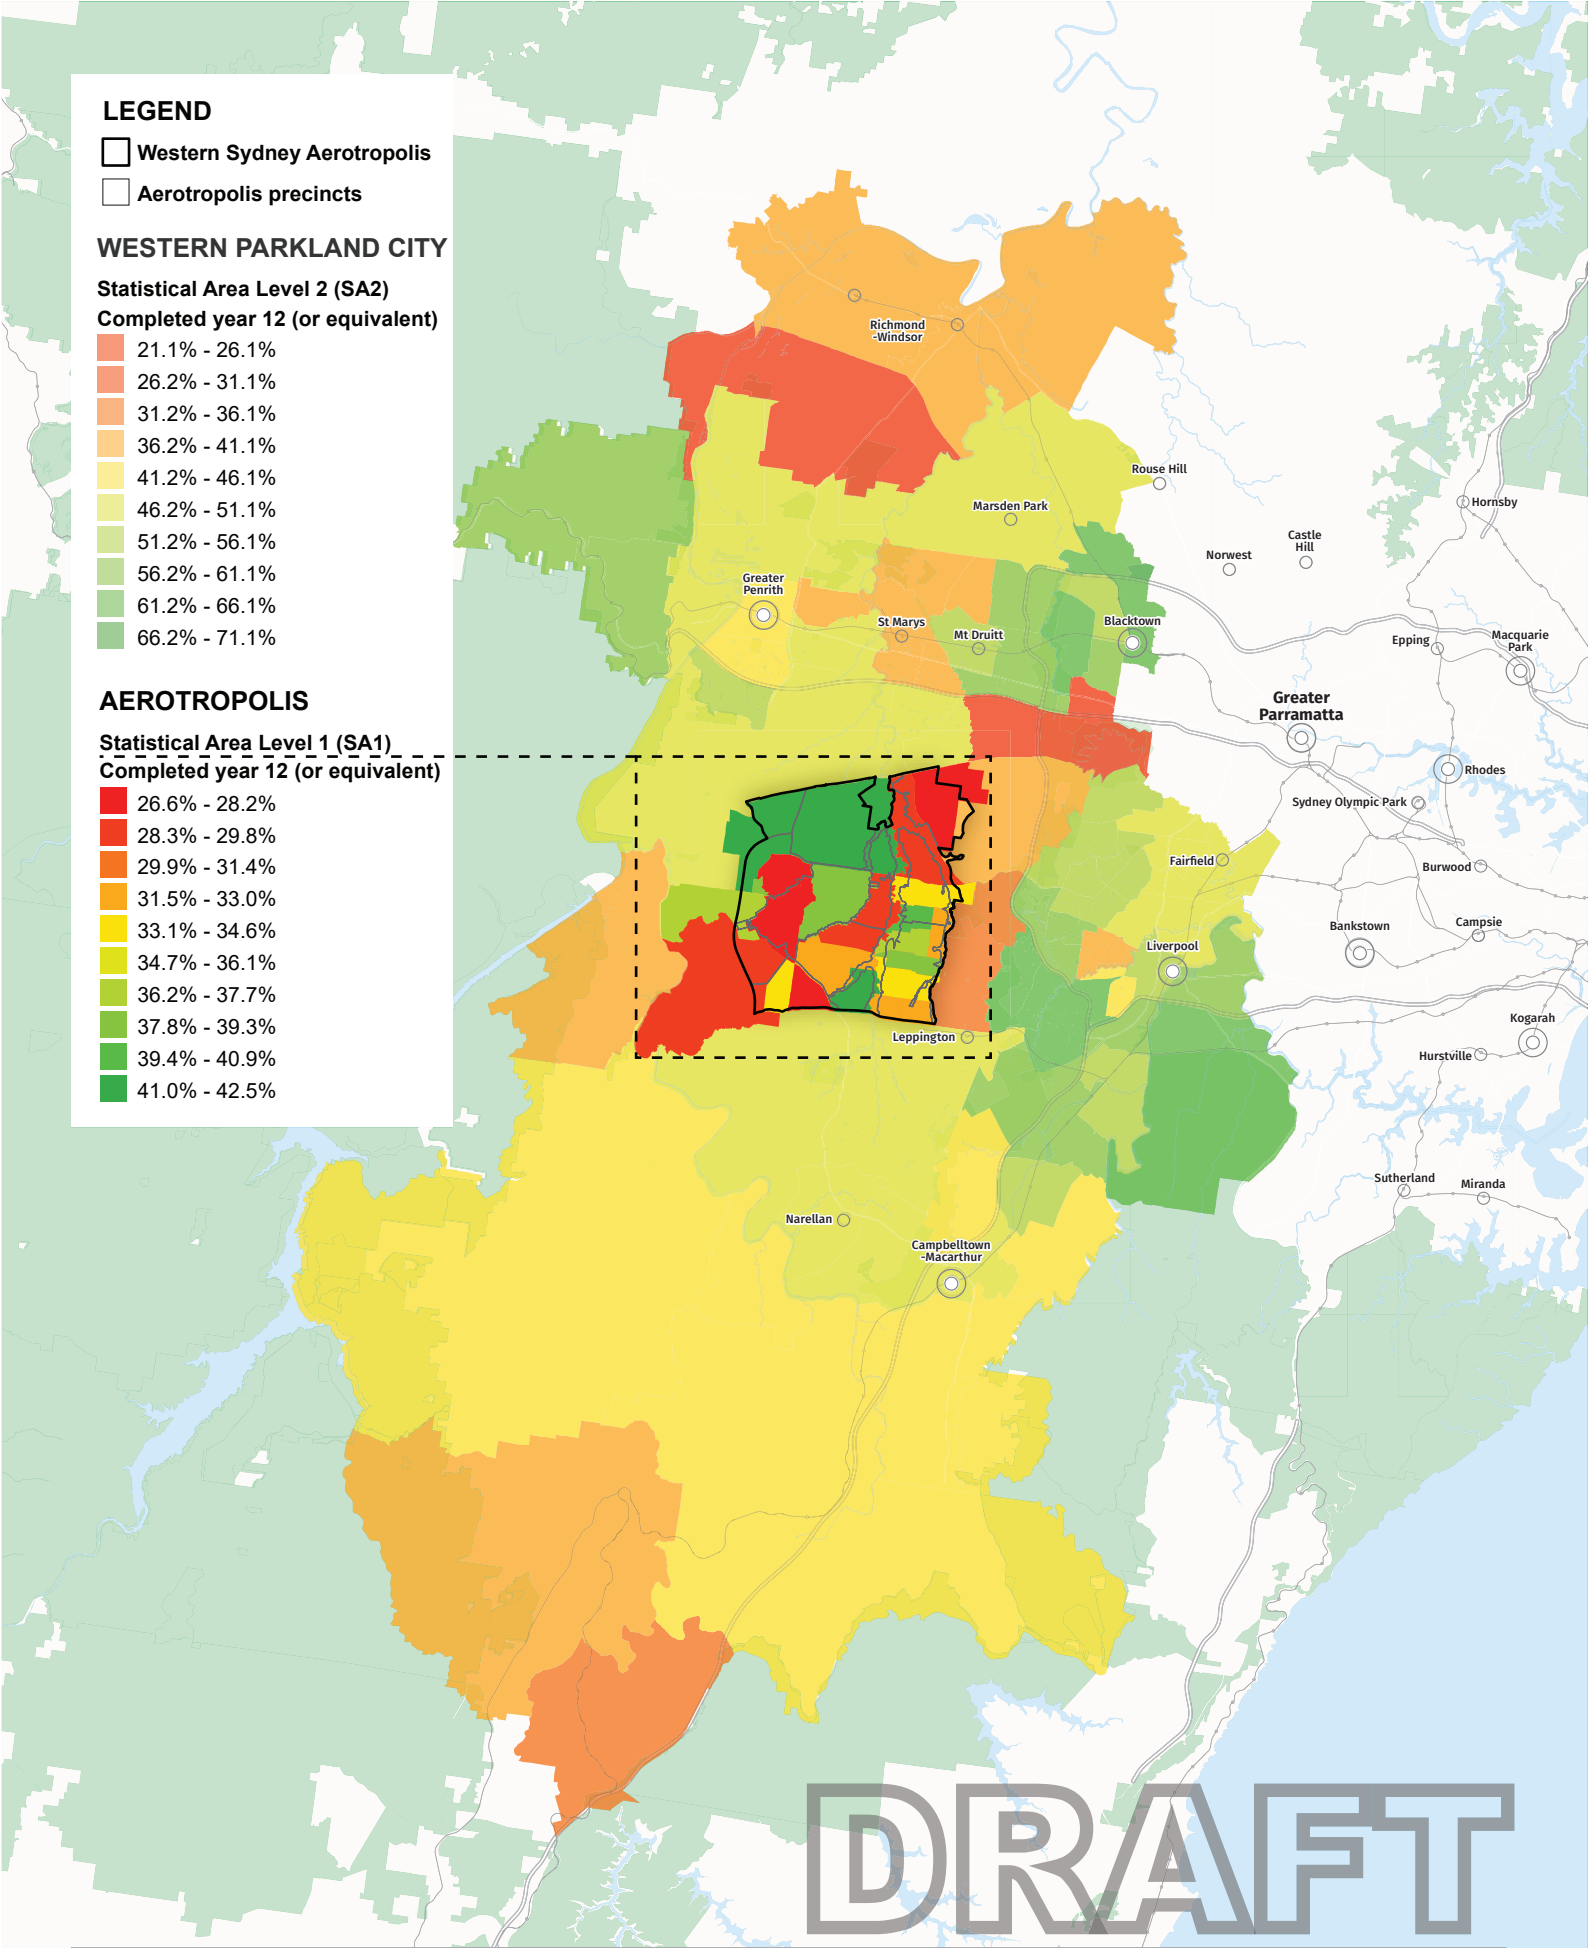 LEGEND
Western Sydney Aerotropolis
Aerotropolis precincts
WESTERN PARKLAND CITY
Statistical Area Level 2 (SA2)
Completed year 12 (or equivalent)
21.1% - 26.1%
26.2% - 31.1%
31.2% - 36.1%
36.2% - 41.1%
41.2% - 46.1%
46.2% - 51.1%
51.2% - 56.1%
56.2% - 61.1%
61.2% - 66.1%
66.2% - 71.1%
AEROTROPOLIS
Statistical Area Level 1 (SA1)
Completed year 12 (or equivalent)
26.6% - 28.2%
28.3% - 29.8%
29.9% - 31.4%
31.5% - 33.0%
33.1% - 34.6%
34.7% - 36.1%
36.2% - 37.7%
37.8% - 39.3%
39.4% - 40.9%
41.0% - 42.5%
Richmond
-Windsor
Rouse Hill
Marsden Park
Hornsby
Castle
Hill
Norwest
Greater
Penrith
St Marys
Mt Druitt
Blacktown
Epping
Macquarie
Park
Greater
Parramatta
Rhodes
Sydney Olympic Park
Fairfield
Burwood
Bankstown
Campsie
Liverpool
Kogarah
Leppington
Hurstville
Sutherland
Miranda
Narellan
Campbelltown
-Macarthur
DRAFT